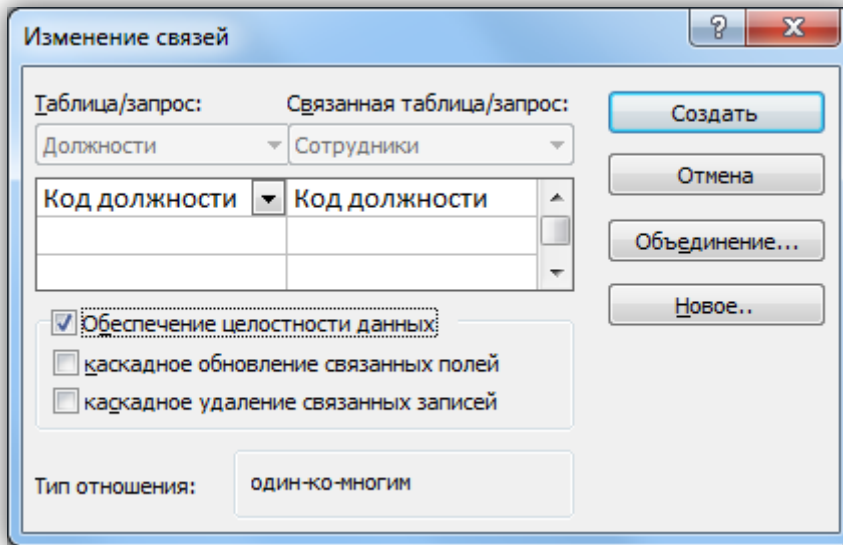 Изменение связей
Таблица/запрос: Связанная таблица/запрос:
Должности Сотрудники
Код должности Код должности
Обеспечение целостности данных
каскадное обновление связанных полей
каскадное удаление связанных записей
Тип отношения: один-ко-многим
Создать
Отмена
Объединение...
Новое..